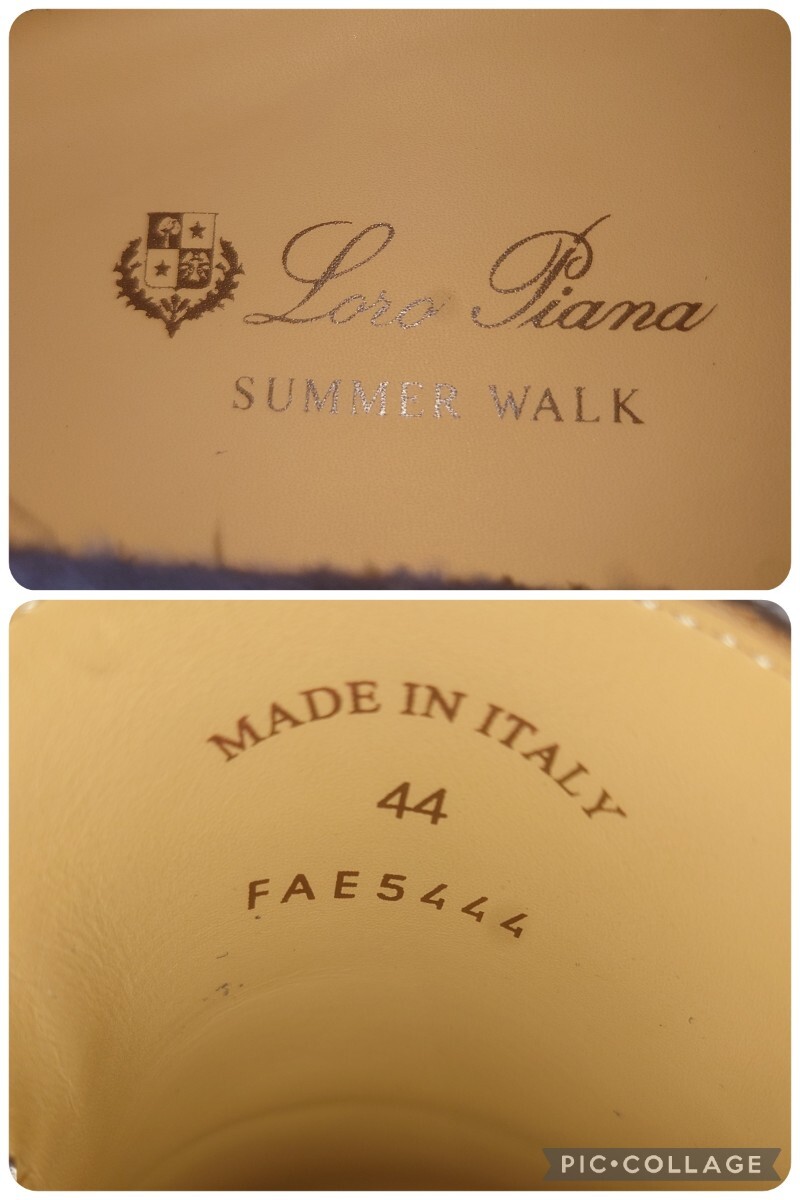 Loro Piana
SUMMER WALK
MADE IN ITALY
44
FAE5444
PIC•COLLAGE